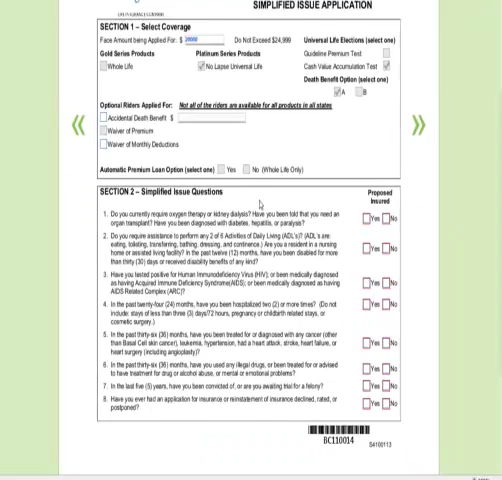 SIMPLIFIED ISSUE APPLICATION
SECTION 1 – Select Coverage
Face Amount being Applied For: $
Do Not Exceed $24,999
Universal Life Elections (select one)
Gold Series Products
Platinum Series Products
Guideline Premium Test
Whole Life
No Lapse Universal Life
Cash Value Accumulation Test
Death Benefit Option (select one)
A B
Optional Riders Applied For: Not all of the riders are available for all products in all states
Accidental Death Benefit $
Waiver of Premium
Waiver of Monthly Deductions
Automatic Premium Loan Option (select one) Yes No (Whole Life Only)
SECTION 2 – Simplified Issue Questions
Proposed
Insured
1. Do you currently require oxygen therapy or kidney dialysis? Have you been told that you need an
organ transplant? Have you been diagnosed with diabetes, hepatitis, or paralysis?
Yes No
2. Do you require assistance to perform any 2 of 6 Activities of Daily Living (ADL's)? (ADL's are:
eating, toileting, transferring, bathing, dressing, and continence.) Are you a resident in a nursing
home or assisted living facility? In the past twelve (12) months, have you been disabled for more
than thirty (30) days or received disability benefits of any kind?
Yes No
3. Have you tested positive for Human Immunodeficiency Virus (HIV); or been medically diagnosed
as having Acquired Immune Deficiency Syndrome(AIDS); or been medically diagnosed as having
AIDS Related Complex (ARC)?
Yes No
4. In the past twenty-four (24) months, have you been hospitalized two (2) or more times? (Do not
include: stays of less than three (3) days/72 hours, pregnancy or childbirth related stays, or
cosmetic surgery.)
Yes No
5. In the past thirty-six (36) months, have you been treated for or diagnosed with any cancer (other
than Basal Cell skin cancer), leukemia, hypertension, had a heart attack, stroke, heart failure, or
heart surgery (including angioplasty)?
Yes No
6. In the past thirty-six (36) months, have you used any illegal drugs, or been treated for or advised
to have treatment for drug or alcohol abuse, or mental or emotional problems?
Yes No
7. In the last five (5) years, have you been convicted of, or are you awaiting trial for a felony?
Yes No
8. Have you ever had an application for insurance or reinstatement of insurance declined, rated, or
postponed?
Yes No
BC110014
S4100113